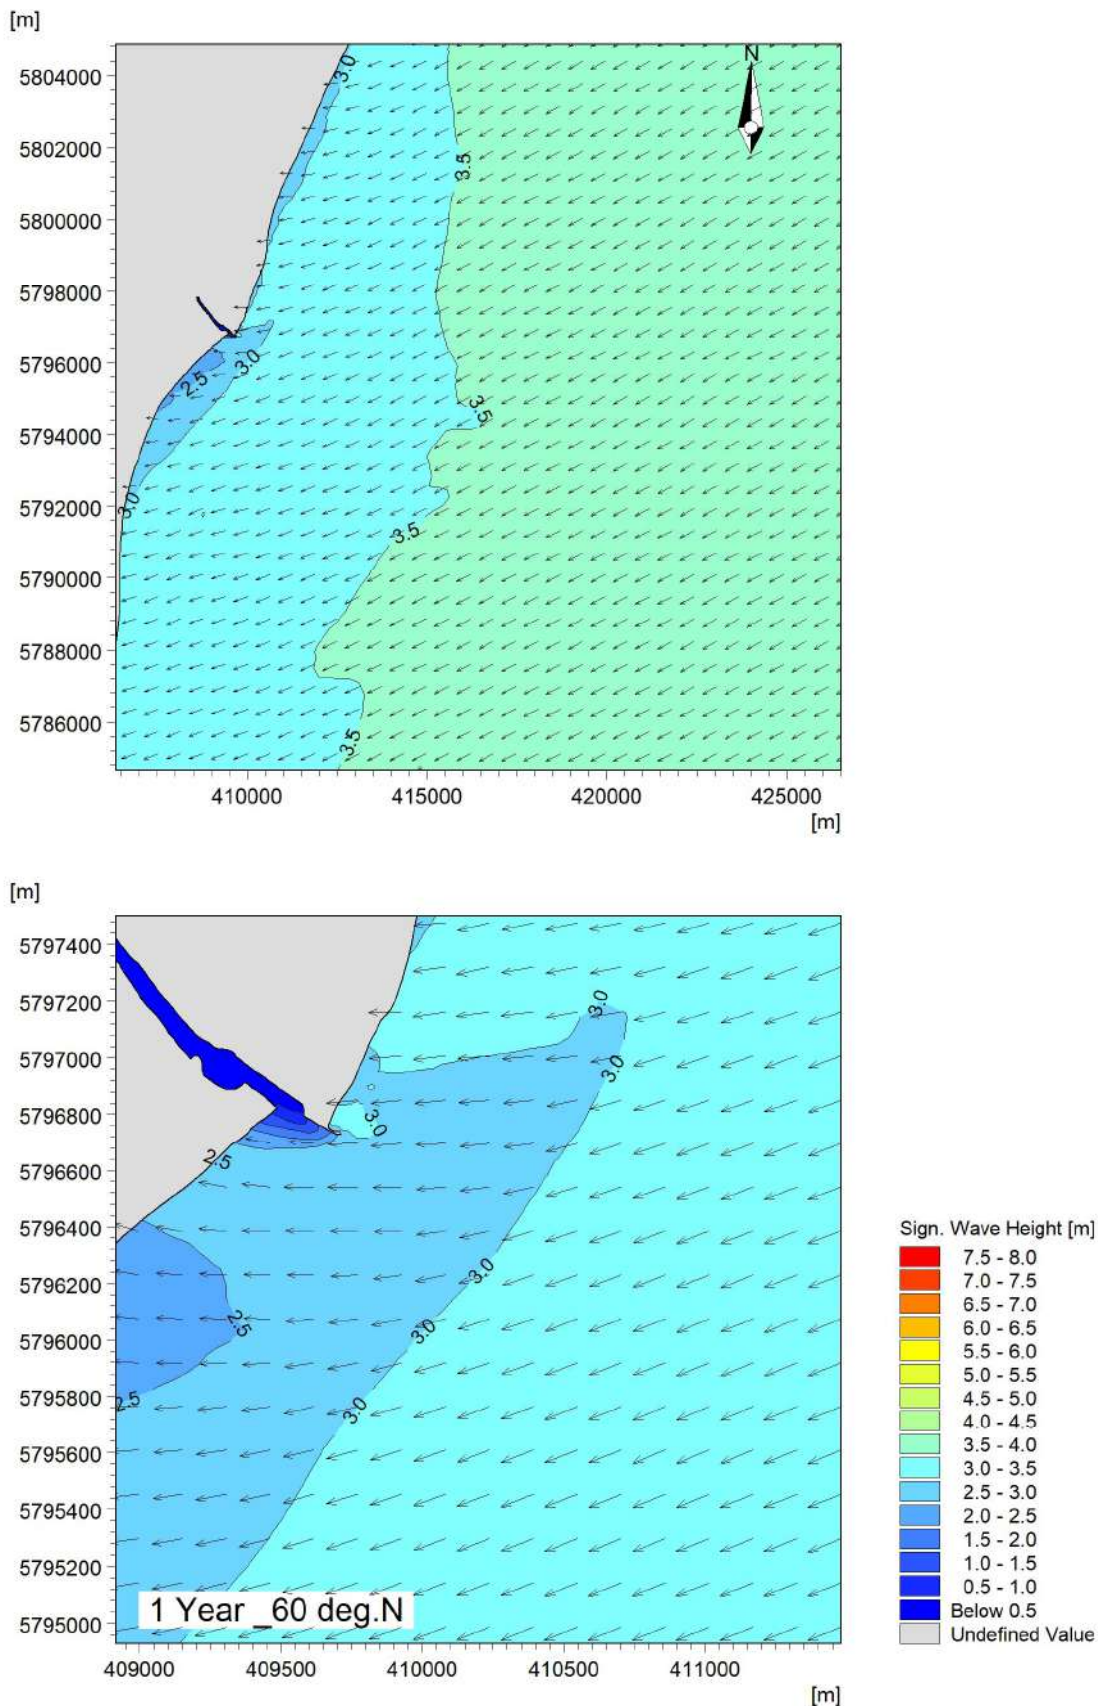 [m]
5804000
5802000
5800000
5798000
5796000
5794000
5792000
5790000
5788000
5786000
N
3.0
3.5
3.0
2.5
3.5
3.0
3.5
3.5
410000 415000 420000 425000
[m]
[m]
5797400
5797200
5797000
5796800
5796600
5796400
5796200
5796000
5795800
5795600
5795400
5795200
5795000
3.0
3.0
3.0
2.5
3.0
2.5
3.0
2.5
3.0
1 Year _60 deg.N
409000 409500 410000 410500 411000
[m]
Sign. Wave Height [m]
7.5 - 8.0
7.0 - 7.5
6.5 - 7.0
6.0 - 6.5
5.5 - 6.0
5.0 - 5.5
4.5 - 5.0
4.0 - 4.5
3.5 - 4.0
3.0 - 3.5
2.5 - 3.0
2.0 - 2.5
1.5 - 2.0
1.0 - 1.5
0.5 - 1.0
Below 0.5
Undefined Value